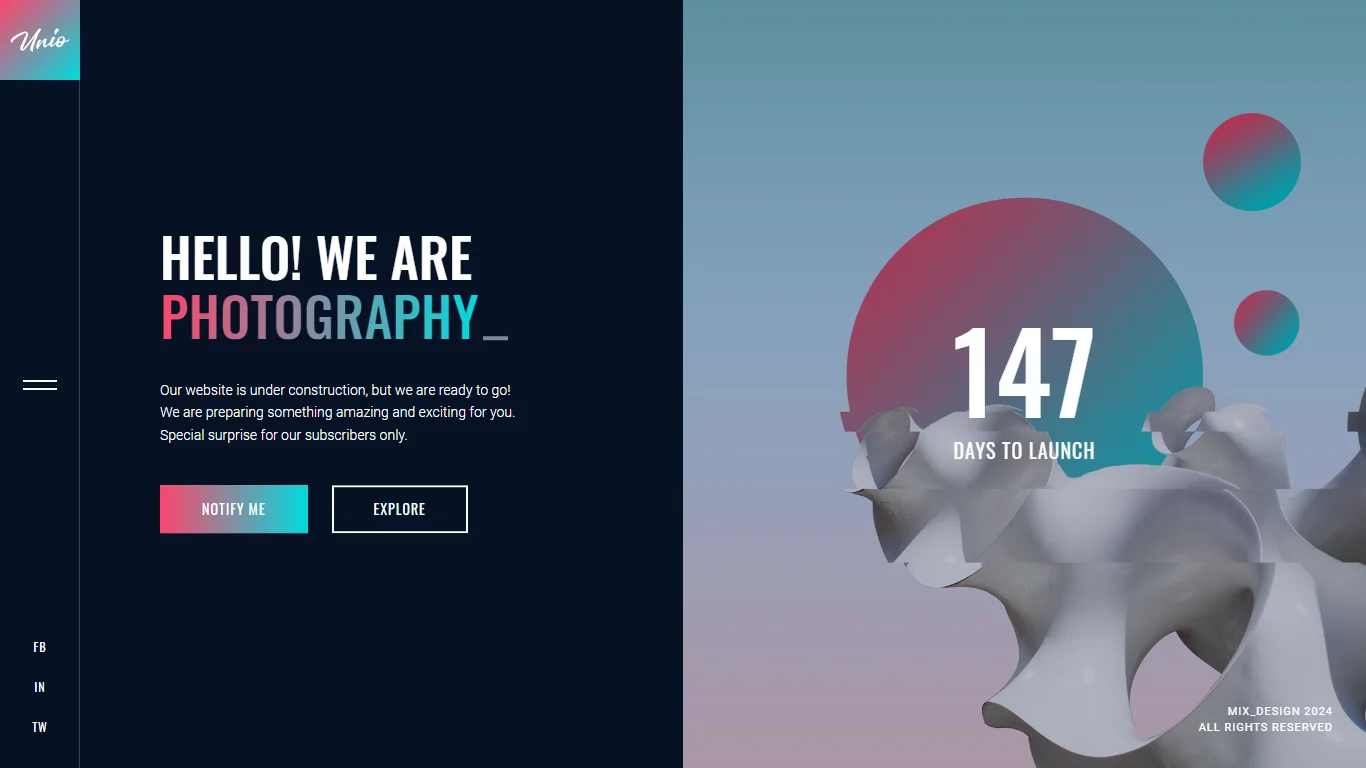 Unio
HELLO! WE ARE
PHOTOGRAPHY_
Our website is under construction, but we are ready to go!
We are preparing something amazing and exciting for you.
Special surprise for our subscribers only.
NOTIFY ME
EXPLORE
FB
IN
TW
147
DAYS TO LAUNCH
MIX_DESIGN 2024
ALL RIGHTS RESERVED